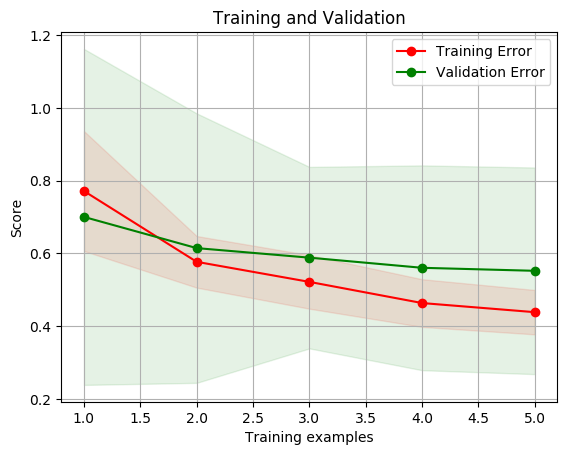 Training and Validation
Training Error
Validation Error
1.2
1.0
0.8
0.6
0.4
0.2
Score
1.0 1.5 2.0 2.5 3.0 3.5 4.0 4.5 5.0
Training examples